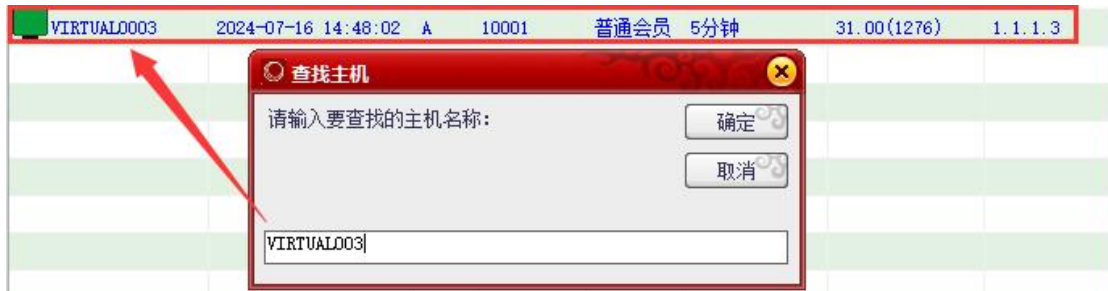 VIRTUAL0003 2024-07-16 14:48:02 A 10001 普通会员 5分钟 31.00(1276) 1.1.1.3
查找主机
请输入要查找的主机名称:
确定
取消
VIRTUAL003